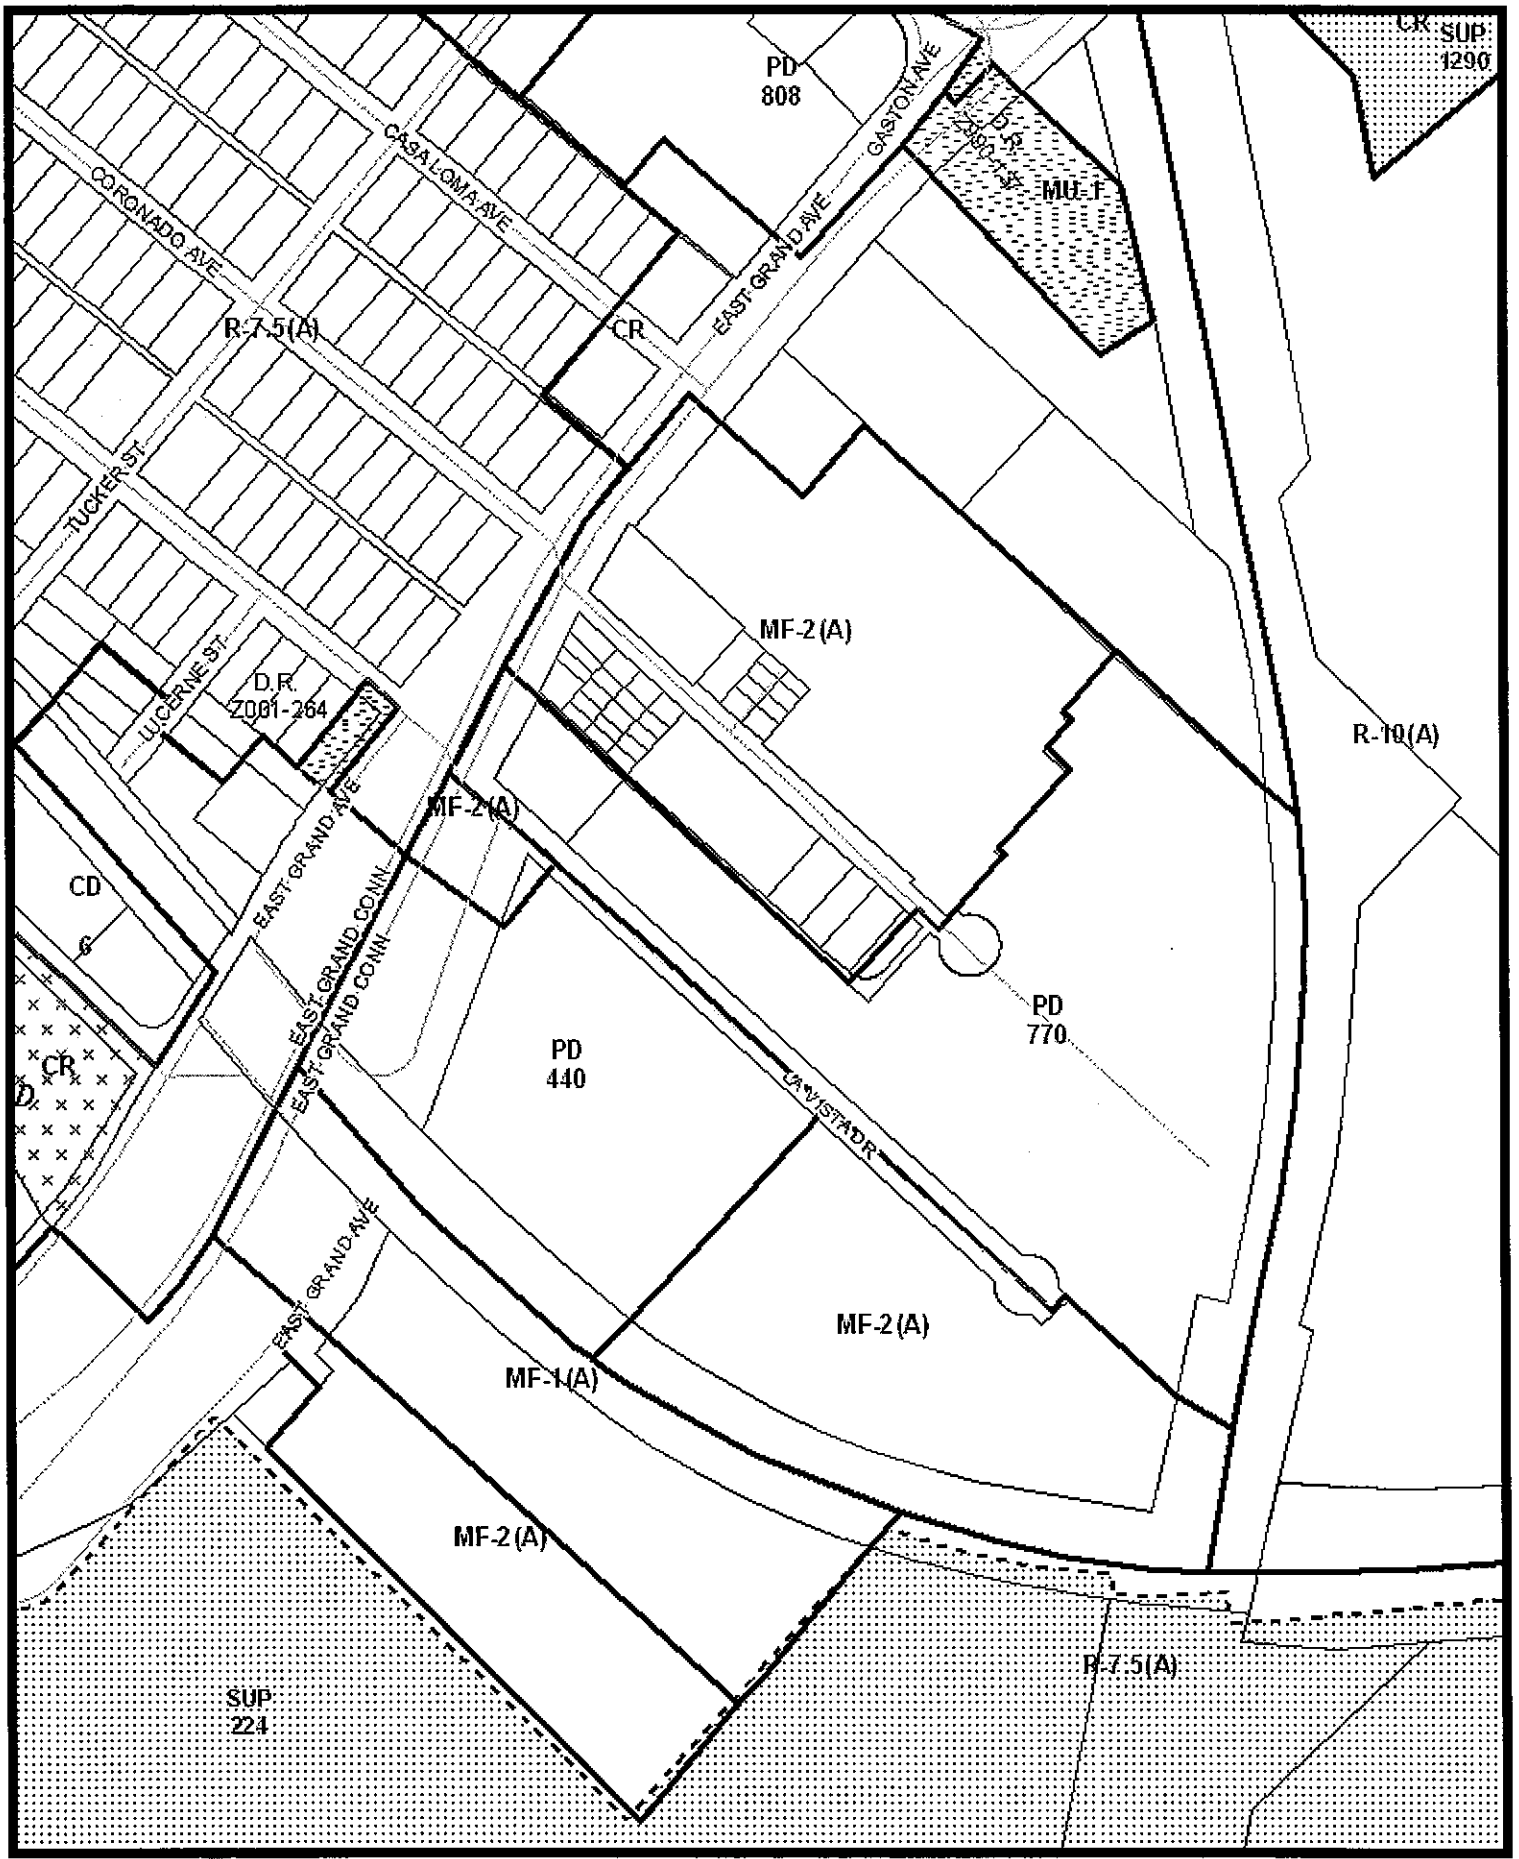 CR SUP
1290
PD
808
GASTON AVE
D.R.
MU-1
CASA LOMA AVE
CORONADO AVE
EAST GRAND AVE
R-7.5(A)
CR
TUCKER ST
MF-2(A)
LUCERNE ST
D.R.
Z001-264
R-10(A)
MF-2(A)
EAST GRAND AVE
CD
6
EAST GRAND CONN
EAST GRAND CONN
PD
770
PD
440
CR
D
LA VISTA DR
EAST GRAND AVE
MF-2(A)
MF-1(A)
MF-2(A)
R-7.5(A)
SUP
224